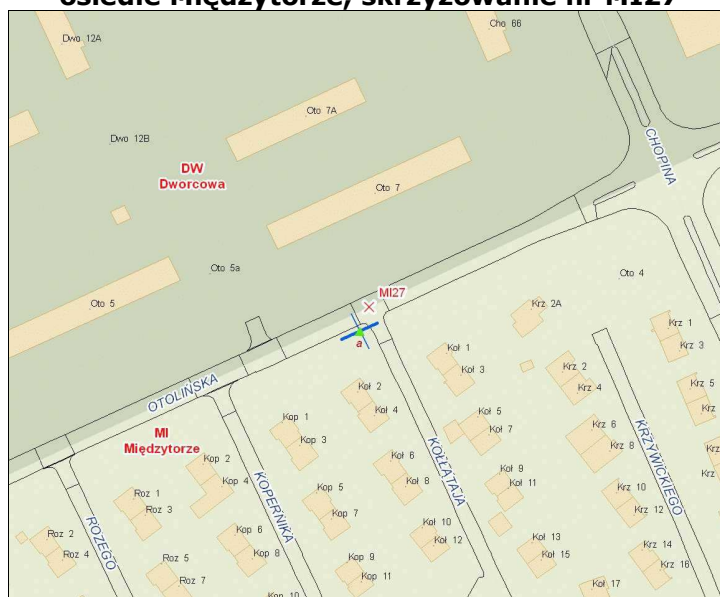 osiedle Międzytorze, skrzyżowanie nr MI27
Dwo 12A
Cho 66
Oto 7A
Dwo 12B
CHOPINA
DW
Dworcowa
Oto 7
Oto 5a
Oto 4
MI27
Oto 5
Krz 2A
a
Krz 1
Krz 3
Koł 1
Koł 3
Krz 2
Krz 4
OTOLIŃSKA
Koł 2
Koł 4
Krz 5
Krz
Kop 1
Kop 3
Koł 5
Koł 7
Krz 6
Krz 8
MI
Międzytorze
KOŁŁĄTAJA
KRZYWICKIEGO
Krz
Kop 2
Kop 4
Koł 6
Koł 8
Koł 9
Koł 11
Krz
KOPERNIKA
Roz 1
Roz 3
Kop 5
Kop 7
Krz 10
Krz 12
ROZEGO
Roz 2
Roz 4
Kop 6
Kop 8
Koł 10
Koł 12
Koł 13
Koł 15
Krz 14
Krz 16
Roz 5
Roz 7
Kop 9
Kop 11
Kop 10
Koł 17